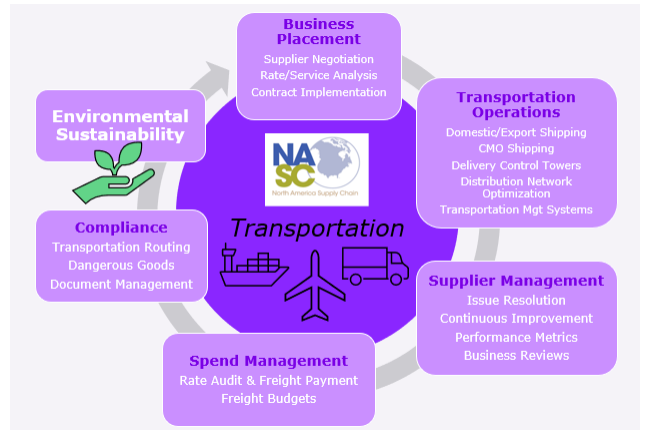 Business
Placement
Supplier Negotiation
Rate/Service Analysis
Contract Implementation
Transportation
Operations
Domestic/Export Shipping
CMO Shipping
Delivery Control Towers
Distribution Network
Optimization
Transportation Mgt Systems
Supplier Management
Issue Resolution
Continuous Improvement
Performance Metrics
Business Reviews
Spend Management
Rate Audit & Freight Payment
Freight Budgets
Compliance
Transportation Routing
Dangerous Goods
Document Management
Environmental
Sustainability
NA
SC
North America Supply Chain
Transportation